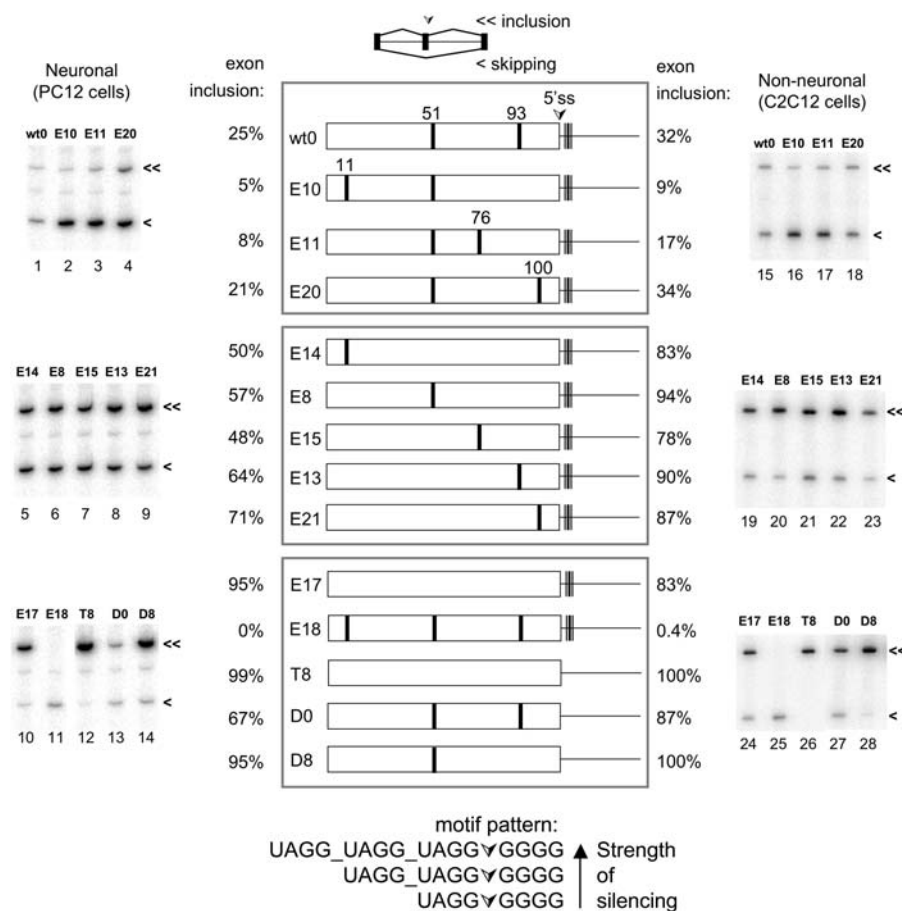 << inclusion
< skipping
Neuronal
(PC12 cells)
exon
inclusion:
exon
inclusion:
Non-neuronal
(C2C12 cells)
wt0 E10 E11 E20
<<
<
1 2 3 4
25%
wt0
51
93
5'ss
32%
5%
E10
11
9%
8%
E11
76
17%
21%
E20
100
34%
wt0 E10 E11 E20
<<
<
15 16 17 18
E14 E8 E15 E13 E21
<<
<
5 6 7 8 9
50%
E14
83%
57%
E8
94%
48%
E15
78%
64%
E13
90%
71%
E21
87%
E14 E8 E15 E13 E21
<<
<
19 20 21 22 23
E17 E18 T8 D0 D8
<<
<
10 11 12 13 14
95%
E17
83%
0%
E18
0.4%
99%
T8
100%
67%
D0
87%
95%
D8
100%
E17 E18 T8 D0 D8
<<
<
24 25 26 27 28
motif pattern:
UAGG_UAGG_UAGG GGGG
UAGG_UAGG GGGG
UAGG GGGG
Strength
of
silencing